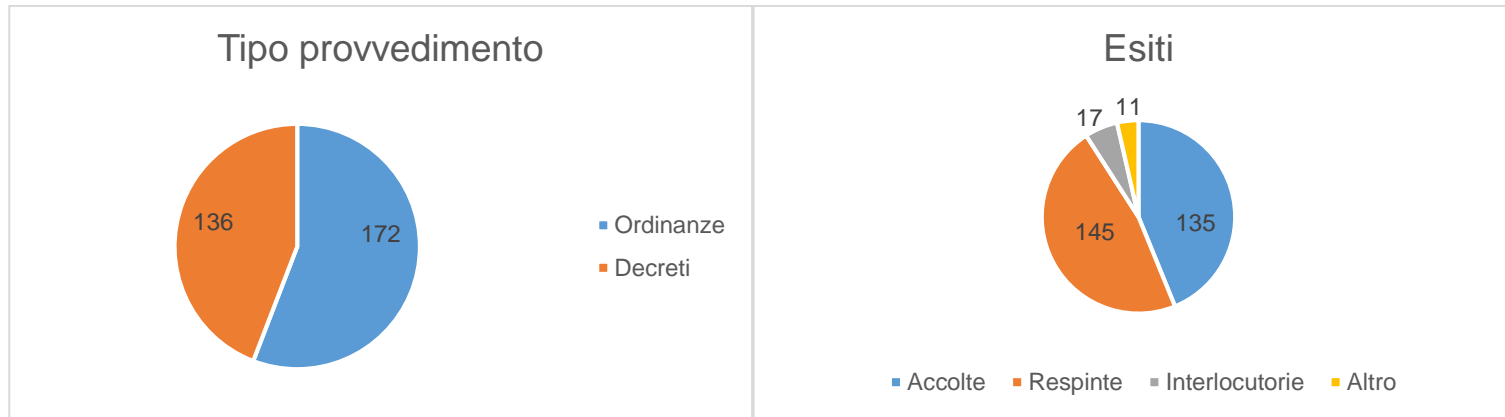 Tipo provvedimento
136
172
Ordinanze
Decreti
Esiti
17
11
145
135
Accolte
Respinte
Interlocutorie
Altro